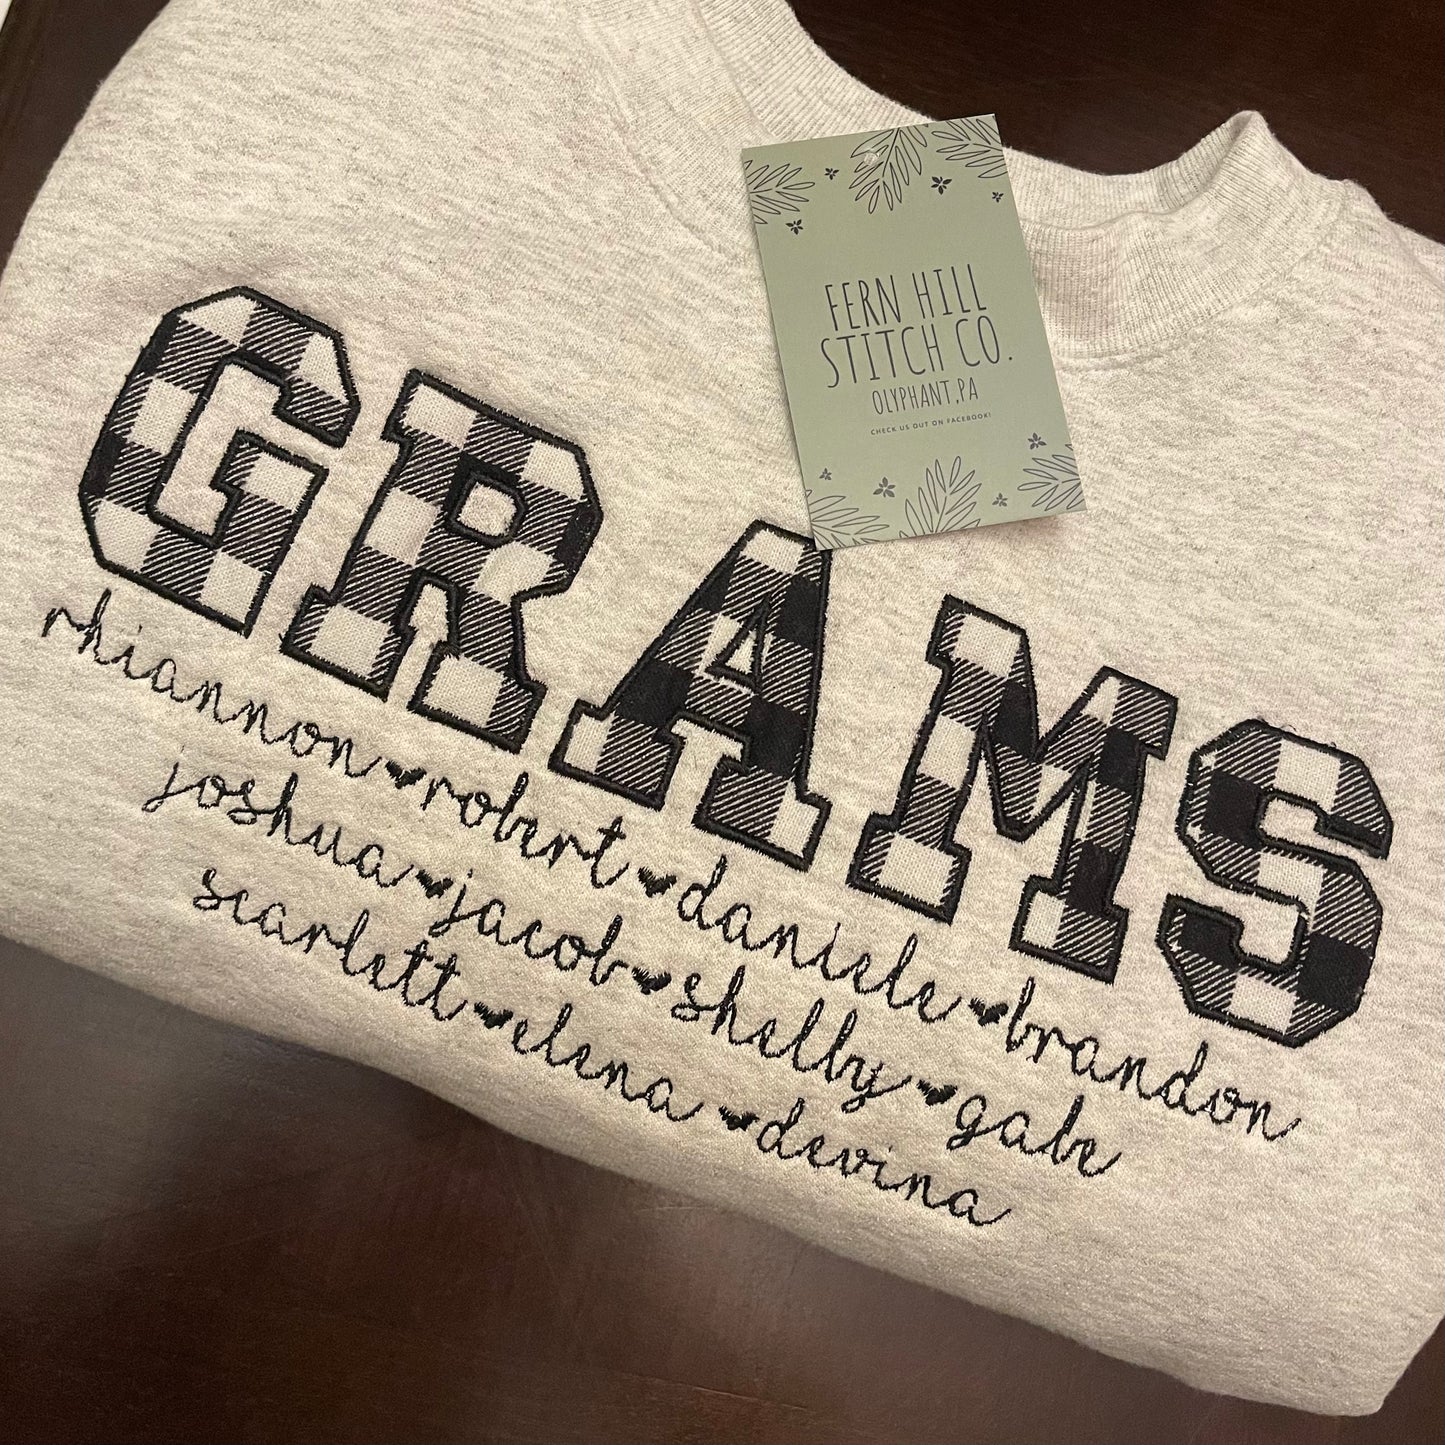 FERN HILL
STITCH CO.
OLYPHANT, PA
CHECK US OUT ON FACEBOOK!
GRAMS
rhiannon♥robert♥daniele♥brandon
joshua♥jacob♥shelby♥gabe
scarlett♥elena♥devina